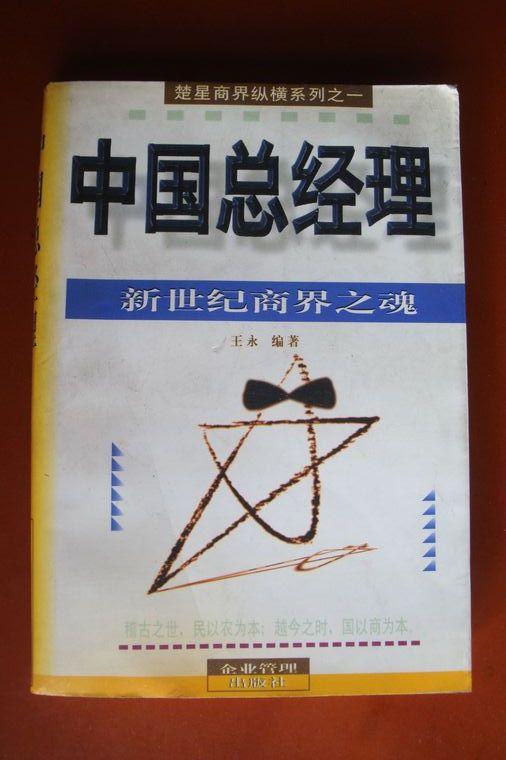 楚星商界纵横系列之一
中国总经理
新世纪商界之魂
王永 编著
稽古之世，民以农为本；越今之时，国以商为本。
企业管理
出版社